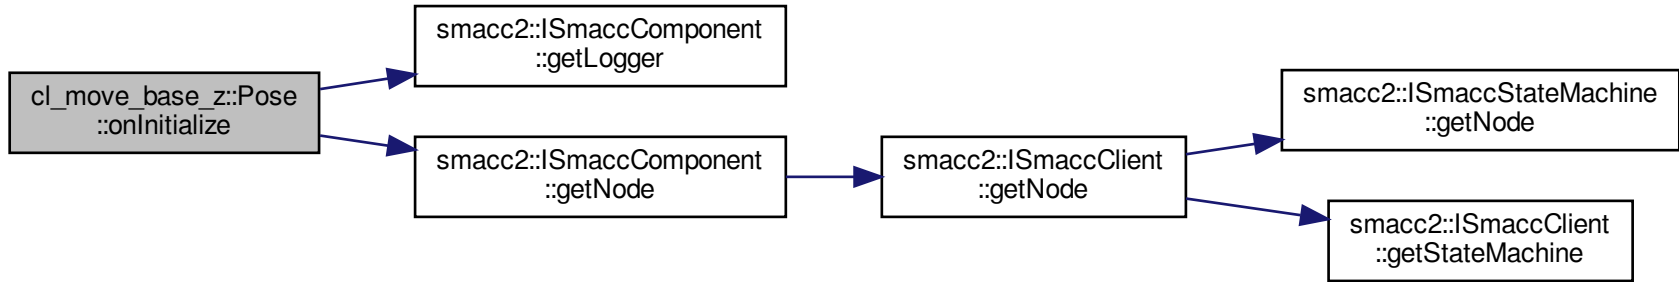 cl_move_base_z::Pose
::onInitialize
smacc2::ISmaccComponent
::getLogger
smacc2::ISmaccComponent
::getNode
smacc2::ISmaccClient
::getNode
smacc2::ISmaccStateMachine
::getNode
smacc2::ISmaccClient
::getStateMachine